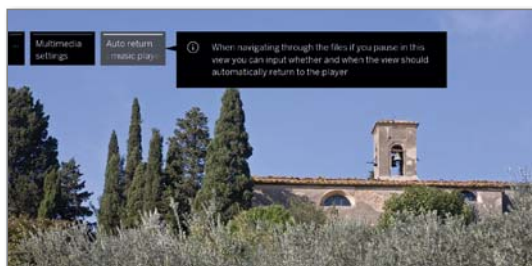 ...
Multimedia
settings
Auto return
: music playe
When navigating through the files if you pause in this
view you can input whether and when the view should
automatically return to the player